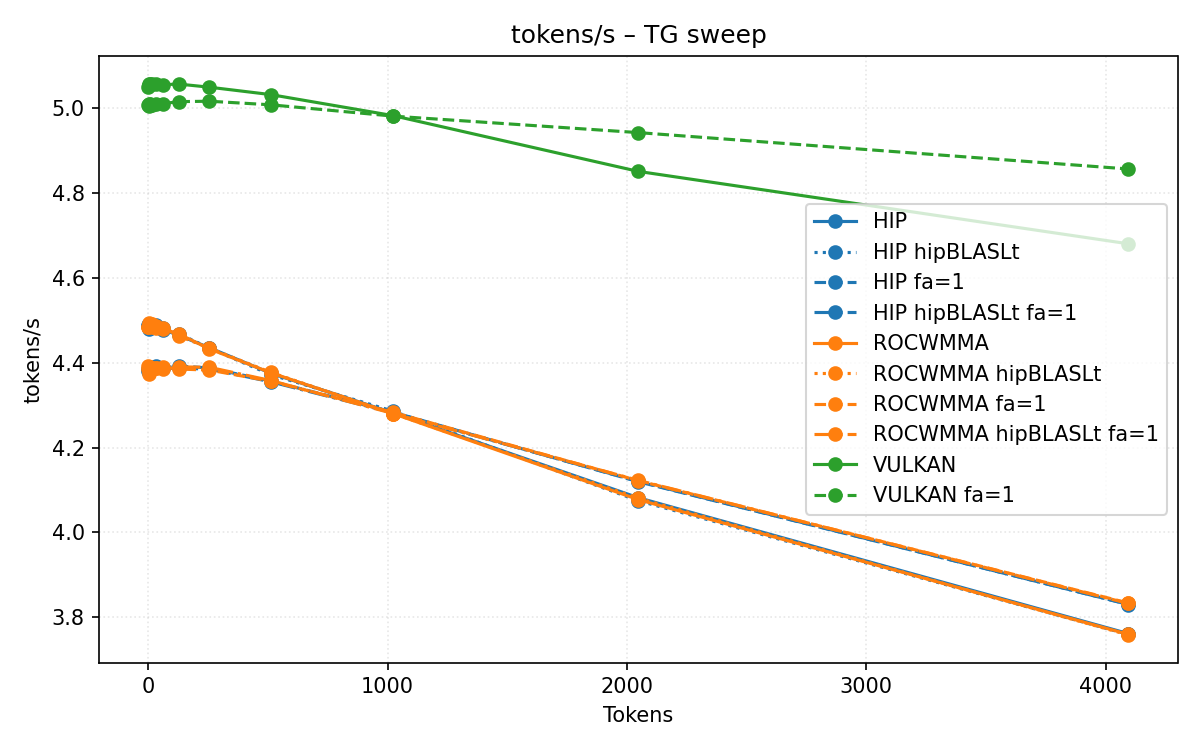 tokens/s – TG sweep
tokens/s
5.0
4.8
4.6
4.4
4.2
4.0
3.8
HIP
HIP hipBLASLt
HIP fa=1
HIP hipBLASLt fa=1
ROCWMMA
ROCWMMA hipBLASLt
ROCWMMA fa=1
ROCWMMA hipBLASLt fa=1
VULKAN
VULKAN fa=1
0 1000 2000 3000 4000
Tokens